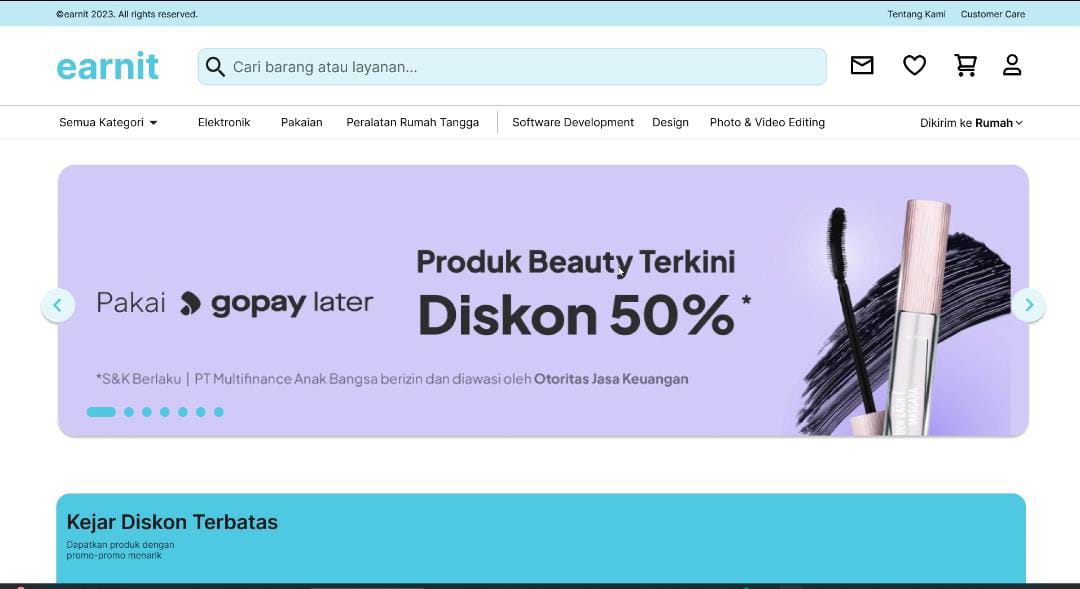 ©earnit 2023. All rights reserved.
Tentang Kami
Customer Care
earnit
Cari barang atau layanan...
Semua Kategori
Elektronik
Pakaian
Peralatan Rumah Tangga
Software Development
Design
Photo & Video Editing
Dikirim ke Rumah
Produk Beauty Terkini
Pakai gopay later
Diskon 50%*
*S&K Berlaku | PT Multifinance Anak Bangsa berizin dan diawasi oleh Otoritas Jasa Keuangan
Kejar Diskon Terbatas
Dapatkan produk dengan
promo-promo menarik